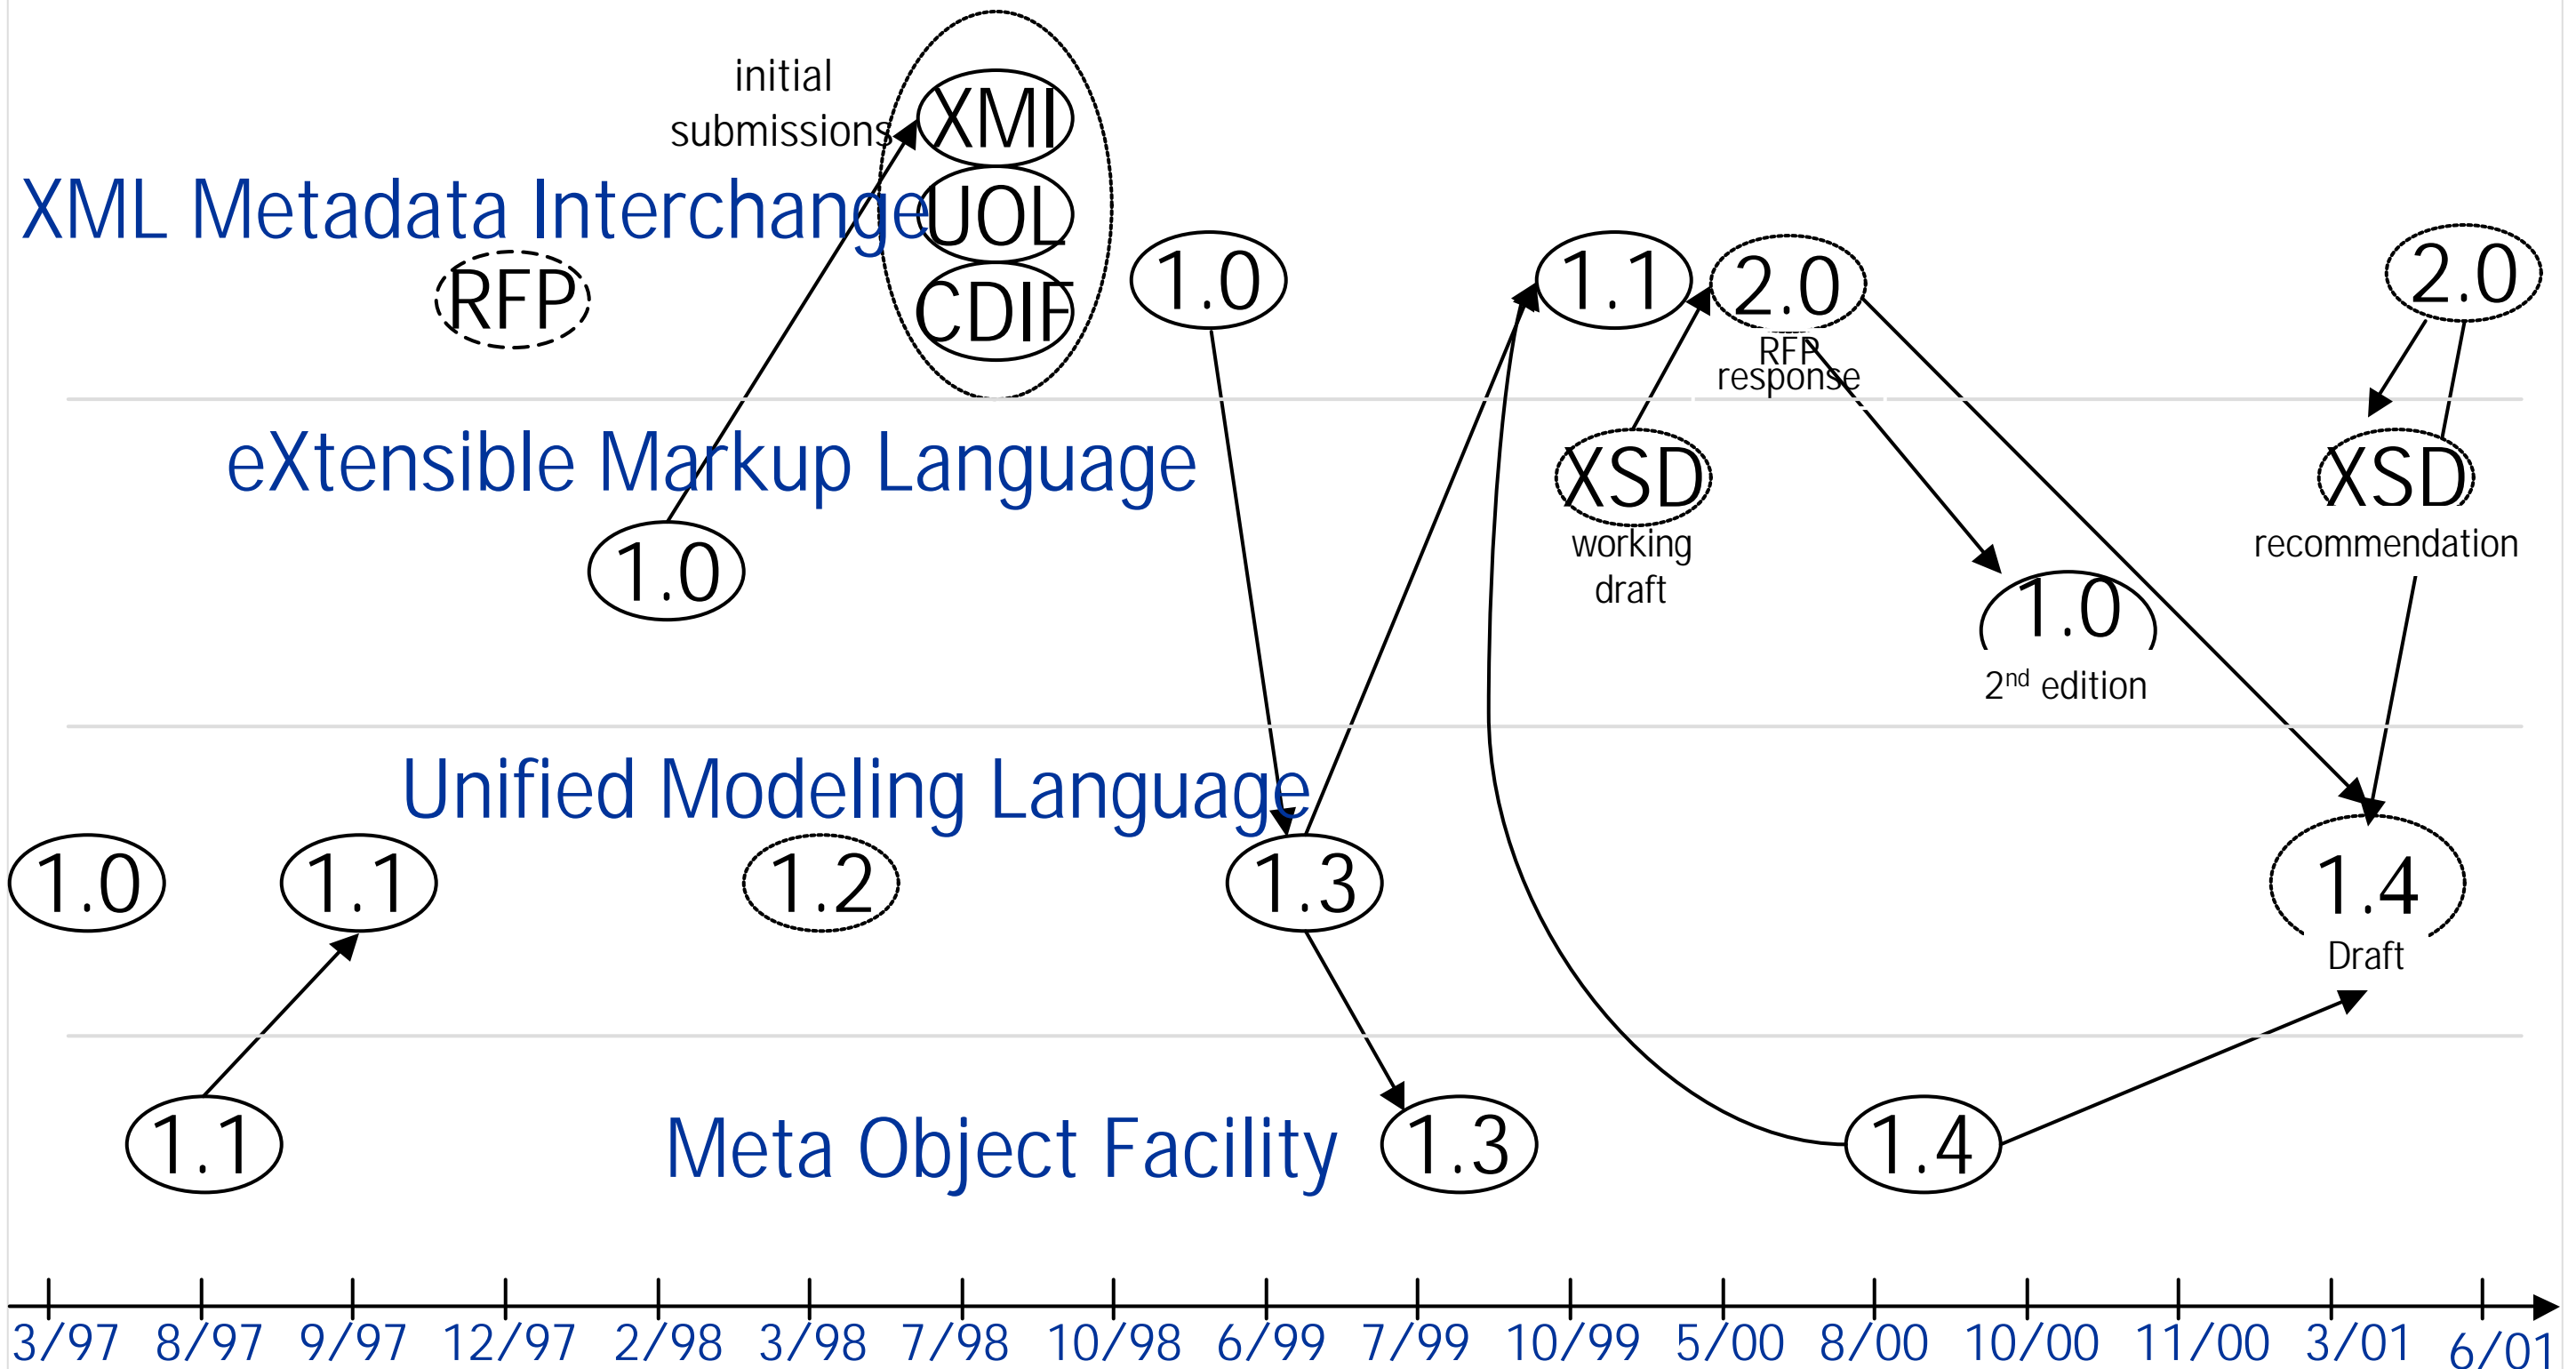 initial
submissions
XMI
XML Metadata Interchange
UOL
RFP
CDIF
1.0
1.1
2.0
2.0
RFP
response
eXtensible Markup Language
XSD
XSD
working
draft
recommendation
1.0
1.0
2nd edition
Unified Modeling Language
1.0
1.1
1.2
1.3
1.4
Draft
1.1
Meta Object Facility
1.3
1.4
3/97 8/97 9/97 12/97 2/98 3/98 7/98 10/98 6/99 7/99 10/99 5/00 8/00 10/00 11/00 3/01 6/01